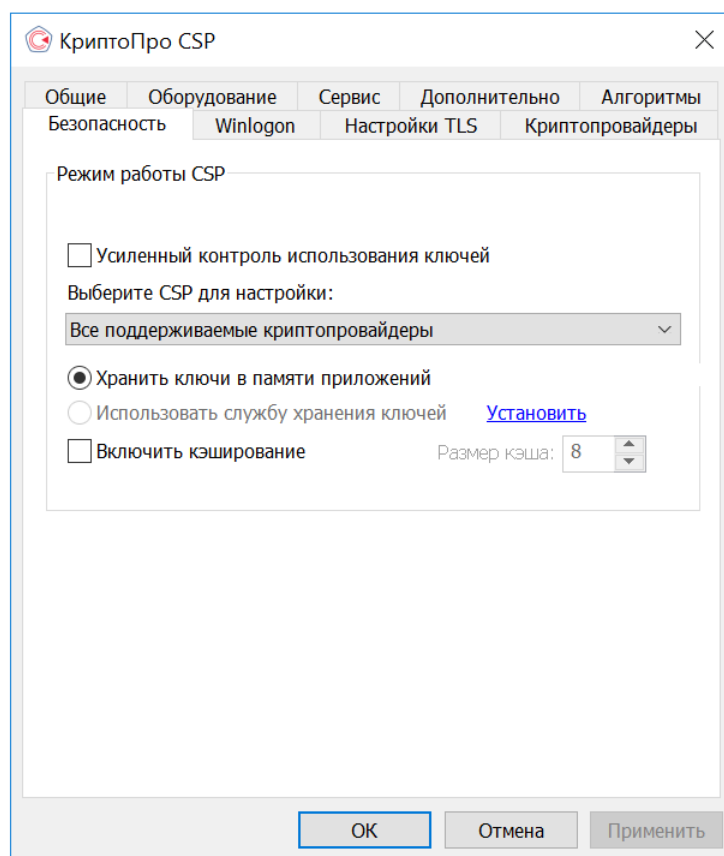 КриптоПро CSP
Общие Оборудование Сервис Дополнительно Алгоритмы
Безопасность Winlogon Настройки TLS Криптопровайдеры
Режим работы CSP
Усиленный контроль использования ключей
Выберите CSP для настройки:
Все поддерживаемые криптопровайдеры
Хранить ключи в памяти приложений
Использовать службу хранения ключей Установить
Включить кэширование Размер кэша: 8
ОК Отмена Применить